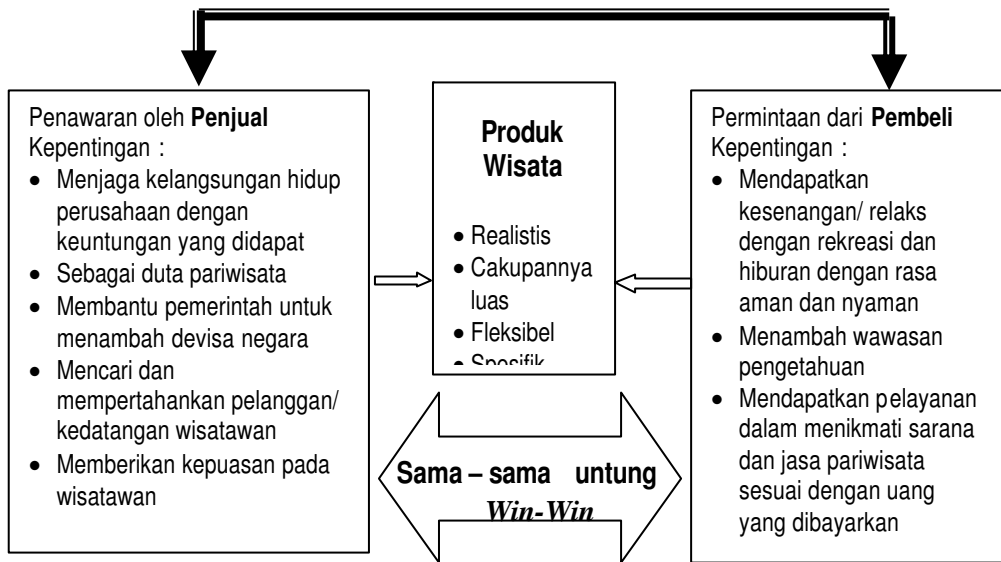 Penawaran oleh Penjual
Kepentingan :
• Menjaga kelangsungan hidup
perusahaan dengan
keuntungan yang didapat
• Sebagai duta pariwisata
• Membantu pemerintah untuk
menambah devisa negara
• Mencari dan
mempertahankan pelanggan/
kedatangan wisatawan
• Memberikan kepuasan pada
wisatawan
Produk
Wisata
• Realistis
• Cakupannya
luas
• Fleksibel
• Spesifik
Permintaan dari Pembeli
Kepentingan :
• Mendapatkan
kesenangan/ relaks
dengan rekreasi dan
hiburan dengan rasa
aman dan nyaman
• Menambah wawasan
pengetahuan
• Mendapatkan pelayanan
dalam menikmati sarana
dan jasa pariwisata
sesuai dengan uang
yang dibayarkan
Sama – sama untung
Win-Win